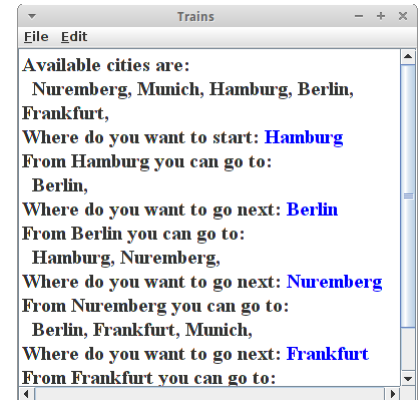 Trains
File Edit
Available cities are:
Nuremberg, Munich, Hamburg, Berlin,
Frankfurt,
Where do you want to start: Hamburg
From Hamburg you can go to:
Berlin,
Where do you want to go next: Berlin
From Berlin you can go to:
Hamburg, Nuremberg,
Where do you want to go next: Nuremberg
From Nuremberg you can go to:
Berlin, Frankfurt, Munich,
Where do you want to go next: Frankfurt
From Frankfurt you can go to: